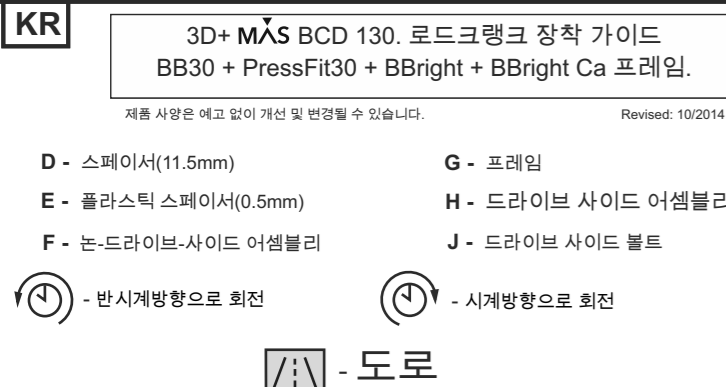 KR
3D+ MAS BCD 130. 로드크랭크 장착 가이드
BB30 + PressFit30 + BBright + BBright Ca 프레임.
제품 사양은 예고 없이 개선 및 변경될 수 있습니다. Revised: 10/2014
D - 스페이서(11.5mm)
G - 프레임
E - 플라스틱 스페이서(0.5mm)
H - 드라이브 사이드 어셈블리
F - 논-드라이브-사이드 어셈블리
J - 드라이브 사이드 볼트
- 반시계방향으로 회전
- 시계방향으로 회전
- 도로